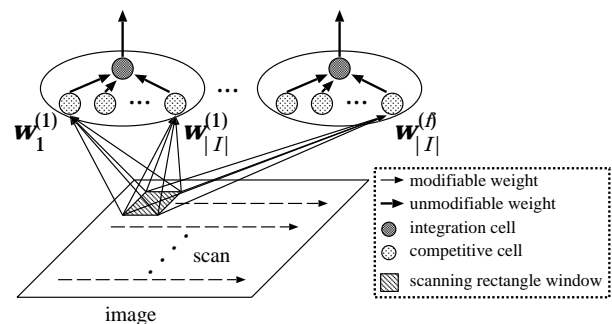 ...
...
...
w_1^(1)
w_|I|^(1)
w_|I|^(f)
modifiable weight
unmodifiable weight
integration cell
competitive cell
scanning rectangle window
scan
image